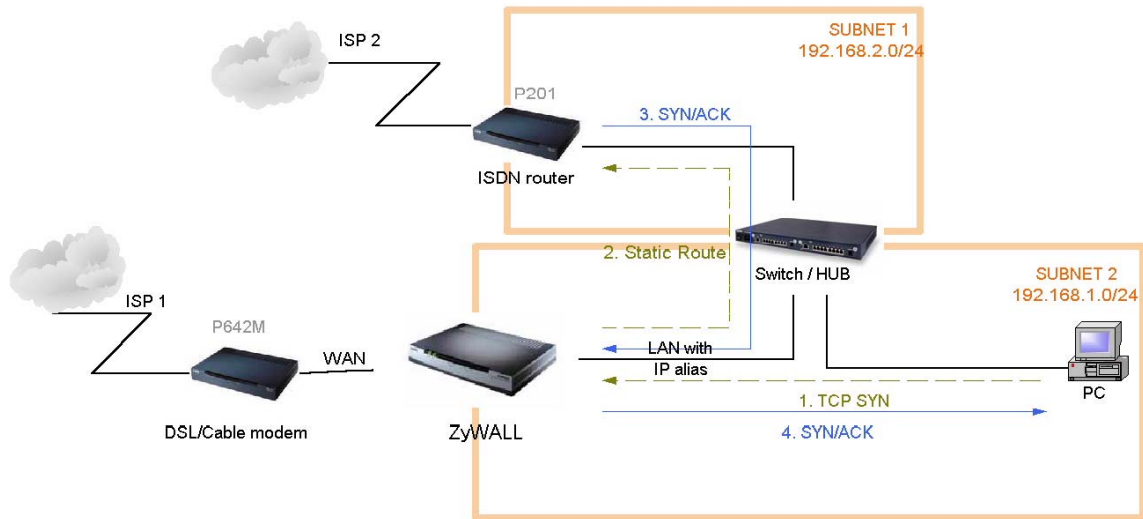 ISP 2
SUBNET 1
192.168.2.0/24
P201
3. SYN/ACK
ISDN router
2. Static Route
Switch / HUB
SUBNET 2
192.168.1.0/24
ISP 1
P642M
WAN
LAN with
IP alias
PC
1. TCP SYN
DSL/Cable modem
ZyWALL
4. SYN/ACK